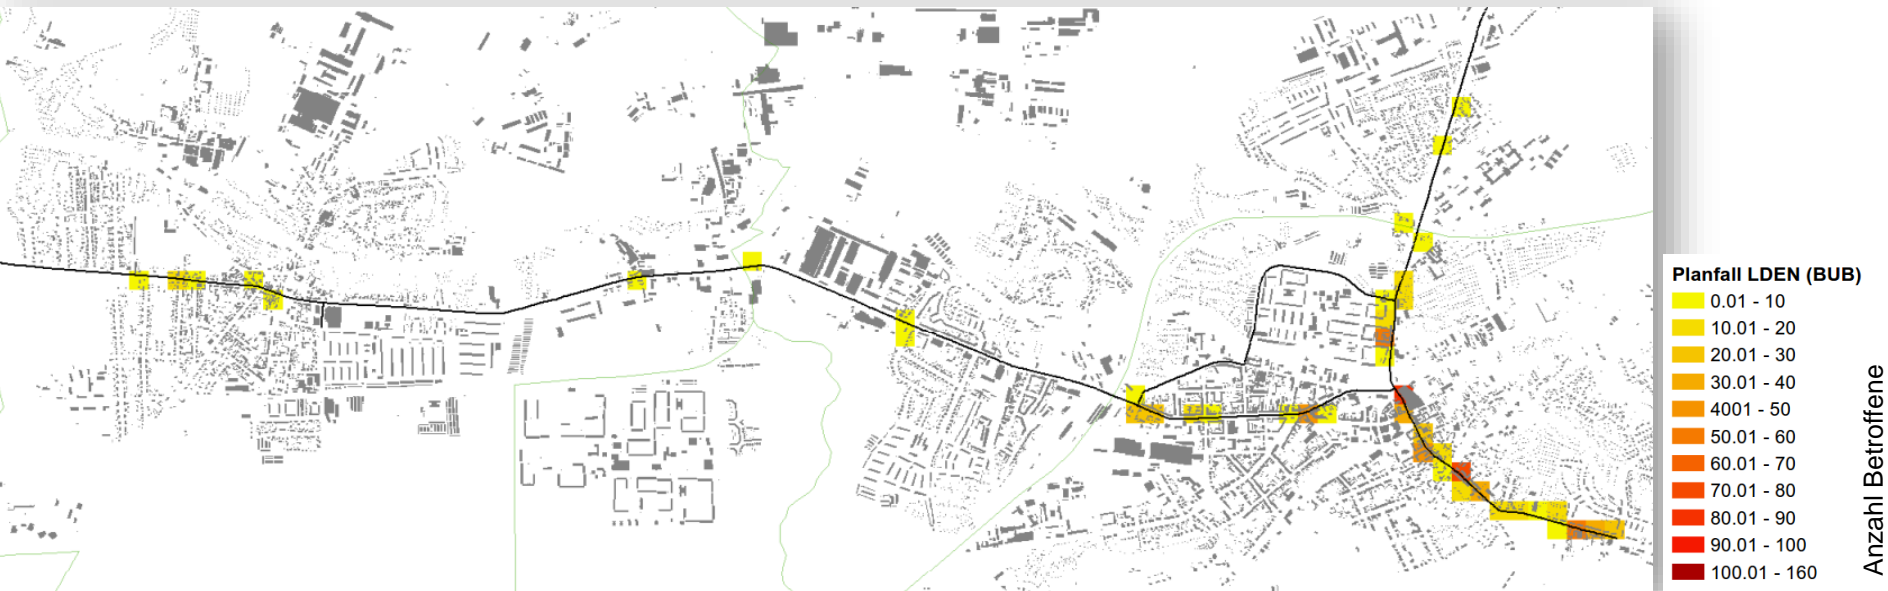 Planfall LDEN (BUB)
0.01 - 10
10.01 - 20
20.01 - 30
30.01 - 40
4001 - 50
50.01 - 60
60.01 - 70
70.01 - 80
80.01 - 90
90.01 - 100
100.01 - 160
Anzahl Betroffene